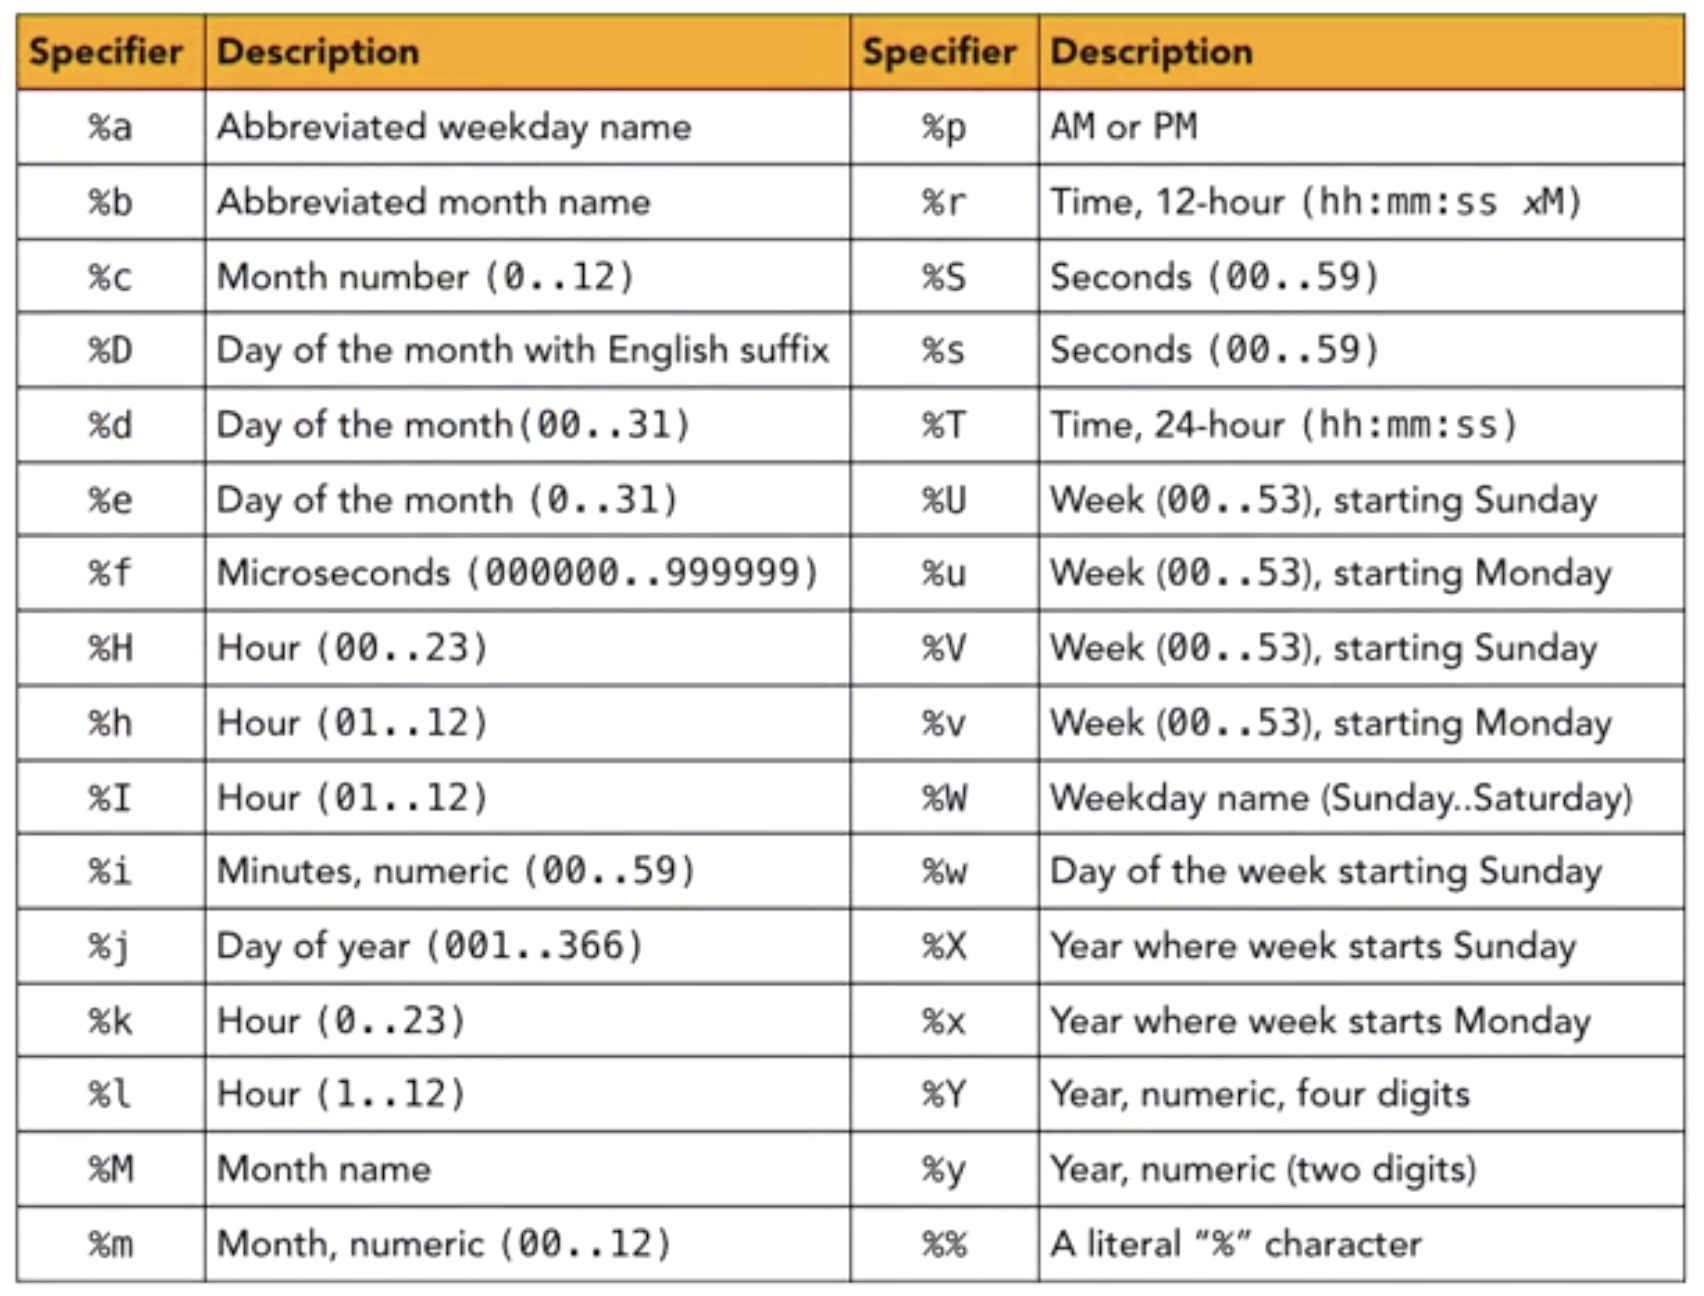 Specifier Description Specifier Description
%a Abbreviated weekday name %p AM or PM
%b Abbreviated month name %r Time, 12-hour (hh:mm:ss xM)
%c Month number (0..12) %S Seconds (00..59)
%D Day of the month with English suffix %s Seconds (00..59)
%d Day of the month(00..31) %T Time, 24-hour (hh:mm:ss)
%e Day of the month (0..31) %U Week (00..53), starting Sunday
%f Microseconds (000000..999999) %u Week (00..53), starting Monday
%H Hour (00..23) %V Week (00..53), starting Sunday
%h Hour (01..12) %v Week (00..53), starting Monday
%I Hour (01..12) %W Weekday name (Sunday..Saturday)
%i Minutes, numeric (00..59) %w Day of the week starting Sunday
%j Day of year (001..366) %X Year where week starts Sunday
%k Hour (0..23) %x Year where week starts Monday
%l Hour (1..12) %Y Year, numeric, four digits
%M Month name %y Year, numeric (two digits)
%m Month, numeric (00..12) %% A literal “%” character